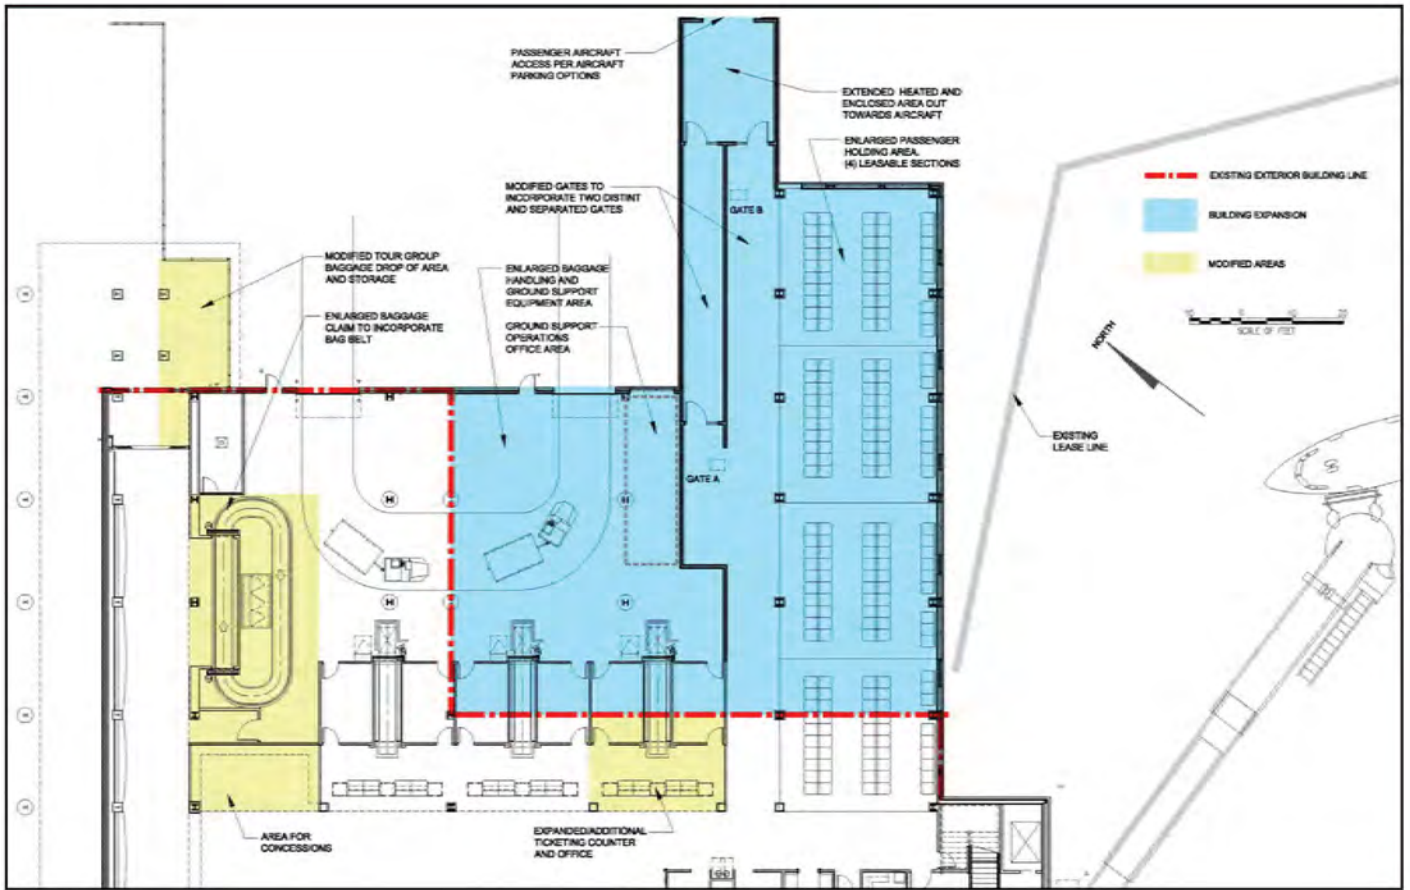 PASSENGER AIRCRAFT
ACCESS PER AIRCRAFT
PARKING OPTIONS
EXTENDED HEATED AND
ENCLOSED AREA OUT
TOWARDS AIRCRAFT
ENLARGED PASSENGER
HOLDING AREA.
(4) LEASABLE SECTIONS
MODIFIED GATES TO
INCORPORATE TWO DISTINT
AND SEPARATED GATES
GATE B
EXISTING EXTERIOR BUILDING LINE
BUILDING EXPANSION
MODIFIED AREAS
SCALE OF FEET
NORTH
MODIFIED TOUR GROUP
BAGGAGE DROP OF AREA
AND STORAGE
ENLARGED BAGGAGE
HANDLING AND
GROUND SUPPORT
EQUIPMENT AREA
ENLARGED BAGGAGE
CLAIM TO INCORPORATE
BAG BELT
GROUND SUPPORT
OPERATIONS
OFFICE AREA
EXISTING
LEASE LINE
GATE A
AREA FOR
CONCESSIONS
EXPANDED/ADDITIONAL
TICKETING COUNTER
AND OFFICE